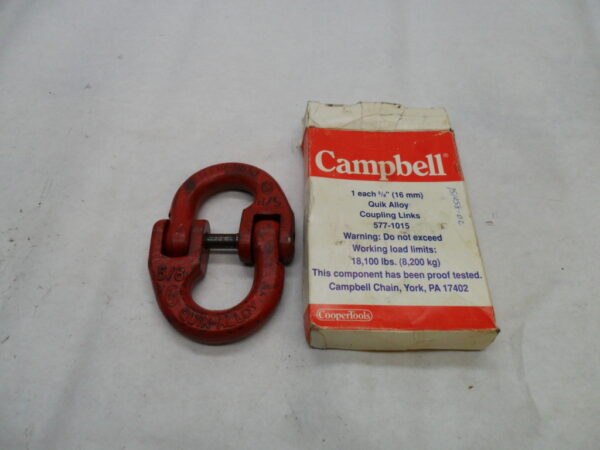 Campbell
1 each ⅝" (16 mm)
Quik Alloy
Coupling Links
577-1015
Warning: Do not exceed
Working load limits:
18,100 lbs. (8,200 kg)
This component has been proof tested.
Campbell Chain, York, PA 17402
CooperTools
5/8
QUIK ALLOY